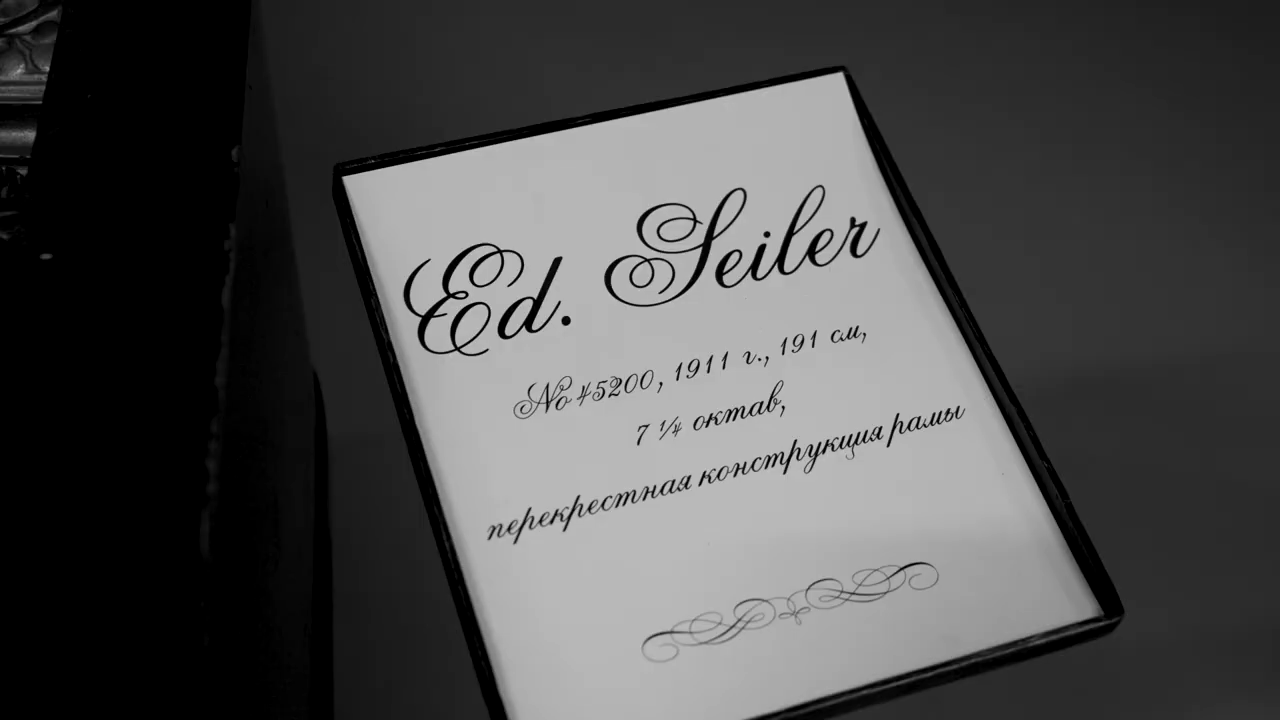 Ed. Seiler
No 45200, 1911 г., 191 см,
7 1/4 октав,
перекрестная конструкция рамы